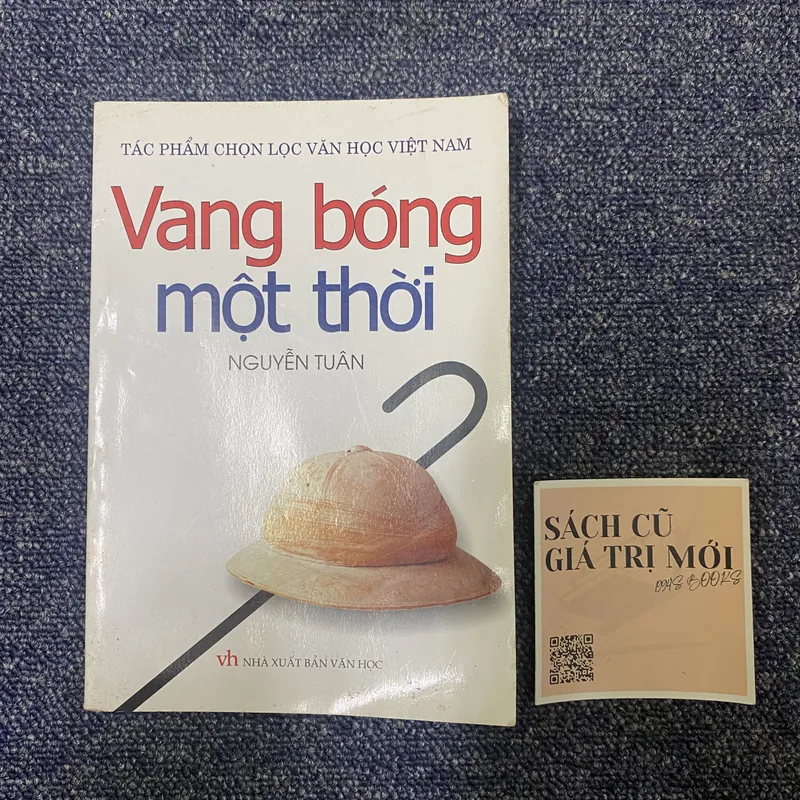 TÁC PHẨM CHỌN LỌC VĂN HỌC VIỆT NAM
Vang bóng
một thời
NGUYỄN TUÂN
vh NHÀ XUẤT BẢN VĂN HỌC
SÁCH CŨ
GIÁ TRỊ MỚI
BOOKS